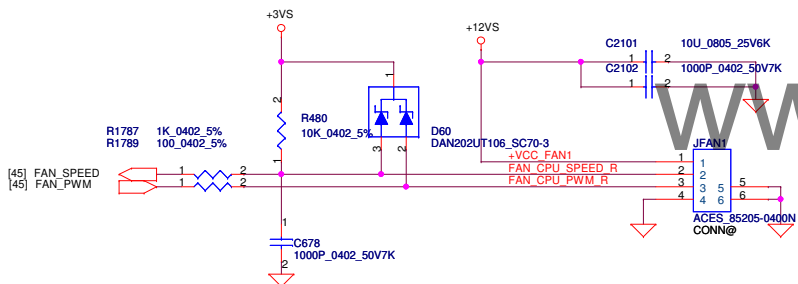 +3VS
+12VS
C2101 10U_0805_25V6K
1 2
C2102 1000P_0402_50V7K
1 2
WW
1
2
R480
10K_0402_5%
1
D60
DAN202UT106_SC70-3
3 2
R1787 1K_0402_5%
R1789 100_0402_5%
JFAN1
+VCC_FAN1 1 1
[45] FAN_SPEED 1 2 FAN_CPU_SPEED_R 2 2
[45] FAN_PWM 1 2 FAN_CPU_PWM_R 3 3 5 5
4 4 6 6
ACES_85205-0400N
CONN@
1
C678
1000P_0402_50V7K
2